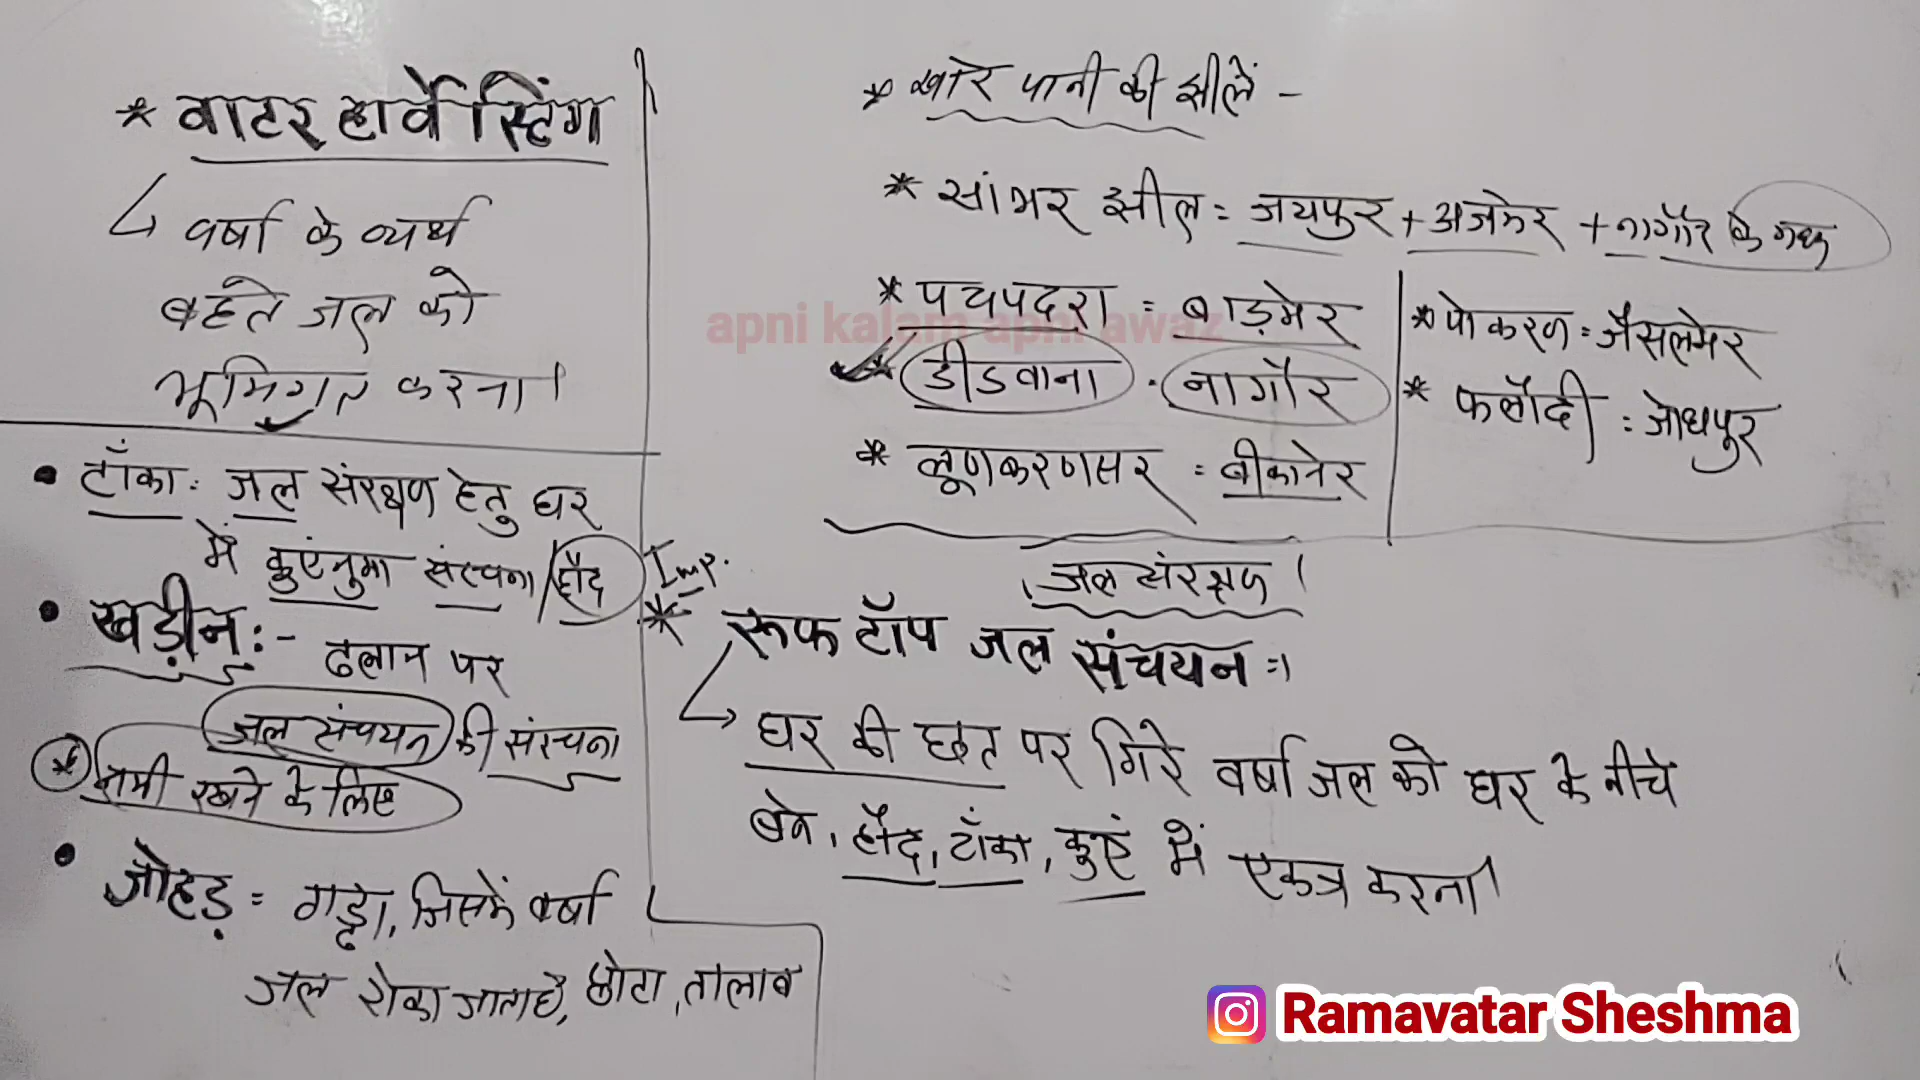 * वाटर हार्वेस्टिंग
वर्षा के व्यर्थ
बहते जल को
भूमिगत करना।
• टाँका: जल संरक्षण हेतु घर
में कुएंनुमा संरचना/हौद
• खड़ीन:- ढलान पर
जल संचयन की संरचना
* नमी रखने के लिए
• जोहड़ = गड्ढा, जिसमें वर्षा
जल रोका जाता है, छोटा, तालाब
* खारे पानी की झीलें -
* सांभर झील = जयपुर + अजमेर + नागौर के मध्य
* पचपदरा = बाड़मेर
* डीडवाना - नागौर
* लूणकरणसर = बीकानेर
* पोकरण = जैसलमेर
* फलौदी = जोधपुर
जल संरक्षण
Imp.
* रूफ टॉप जल संचयन =
घर की छत पर गिरे वर्षा जल को घर के नीचे
बने, हौद, टाँका, कुएं में एकत्र करना।
apni kalam apni awaz
Ramavatar Sheshma